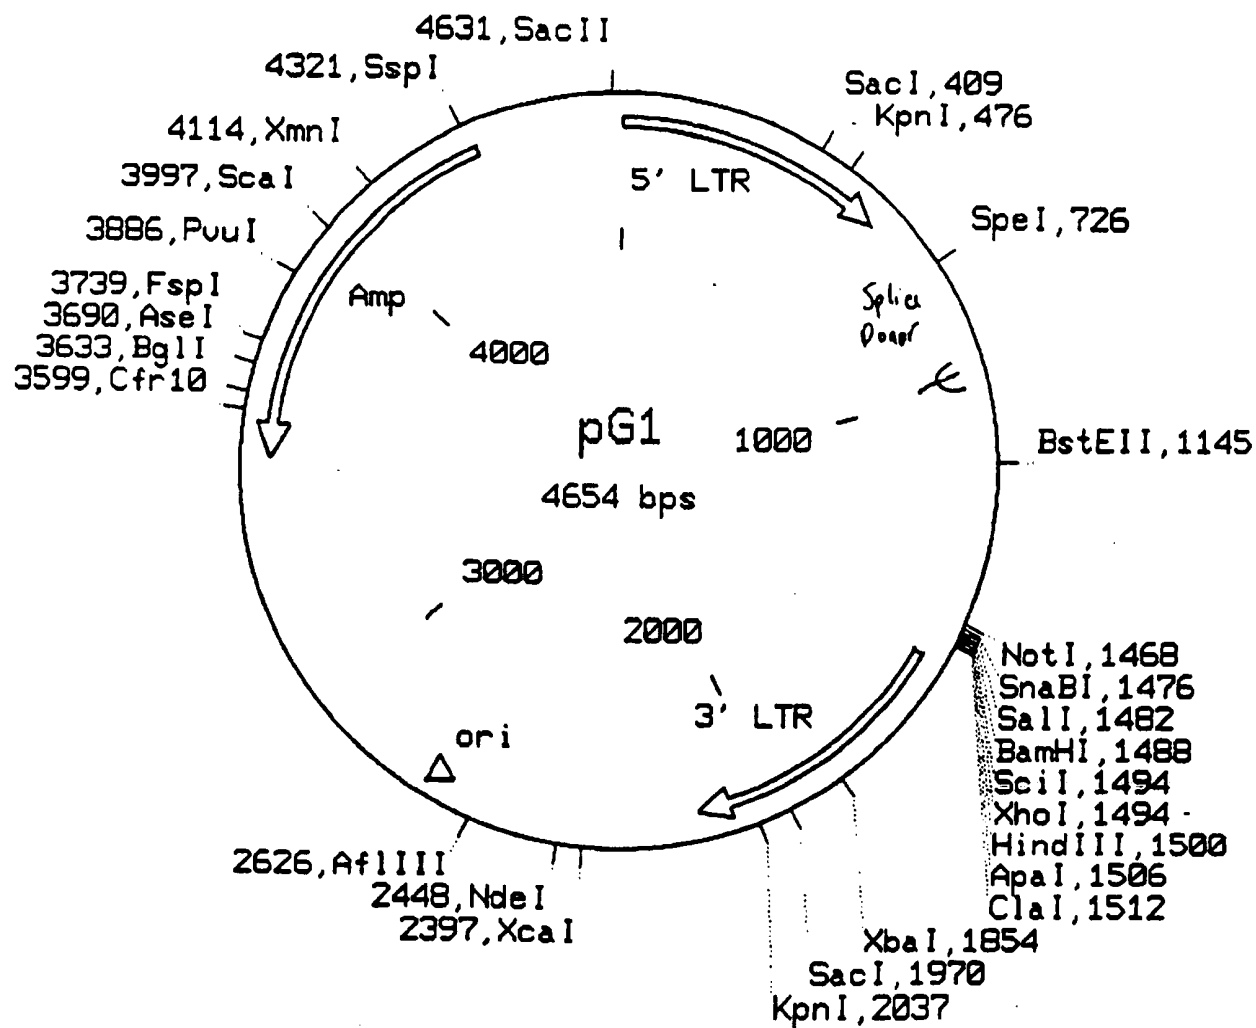 4631,SacII
4321,SspI
4114,XmnI
3997,ScaI
3886,PvuI
3739,FspI
3690,AseI
3633,BglI
3599,Cfr10
SacI,409
KpnI,476
SpeI,726
5' LTR
Splice
Donor
Amp
4000
pG1
1000
BstEII,1145
4654 bps
3000
2000
3' LTR
ori
NotI,1468
SnaBI,1476
SalI,1482
BamHI,1488
SciI,1494
XhoI,1494
HindIII,1500
ApaI,1506
ClaI,1512
2626,AflIII
2448,NdeI
2397,XcaI
XbaI,1854
SacI,1970
KpnI,2037